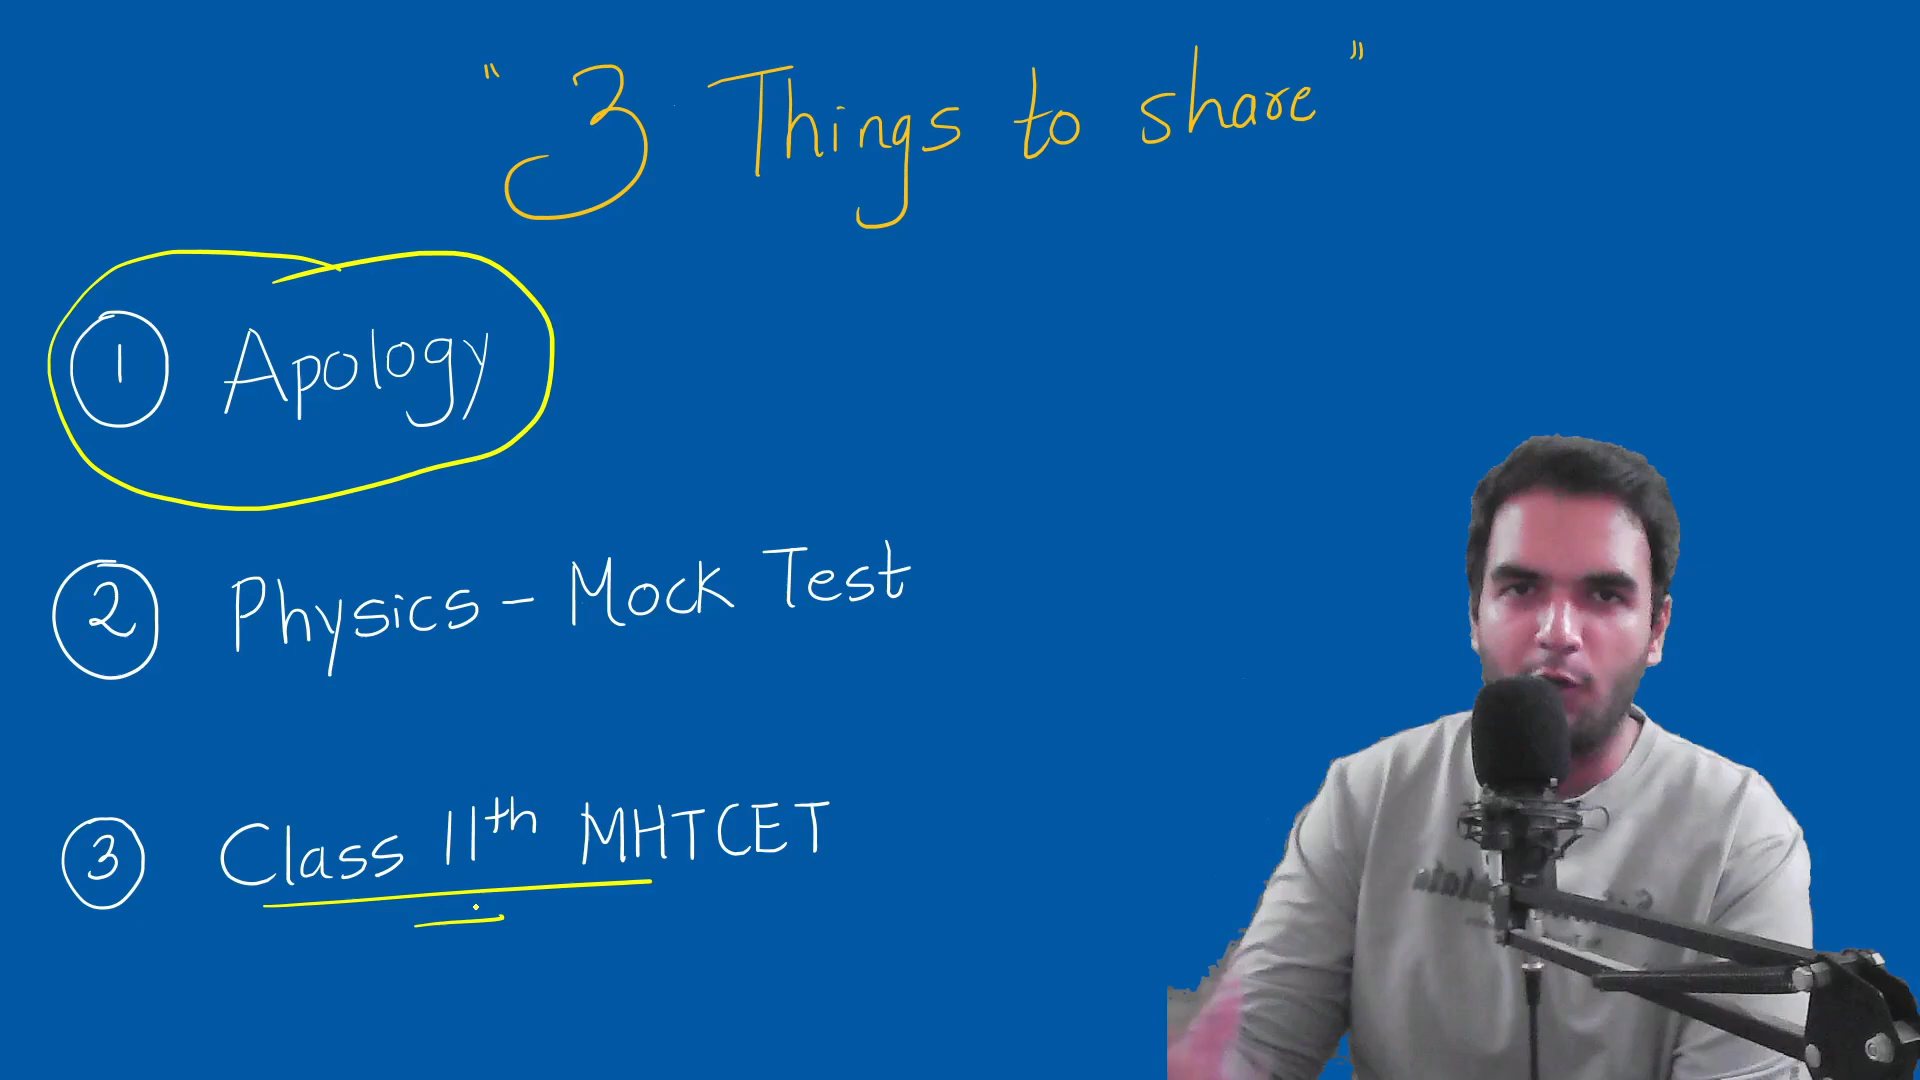 " 3 Things to share "
1 Apology
2 Physics - Mock Test
3 Class 11th MHTCET